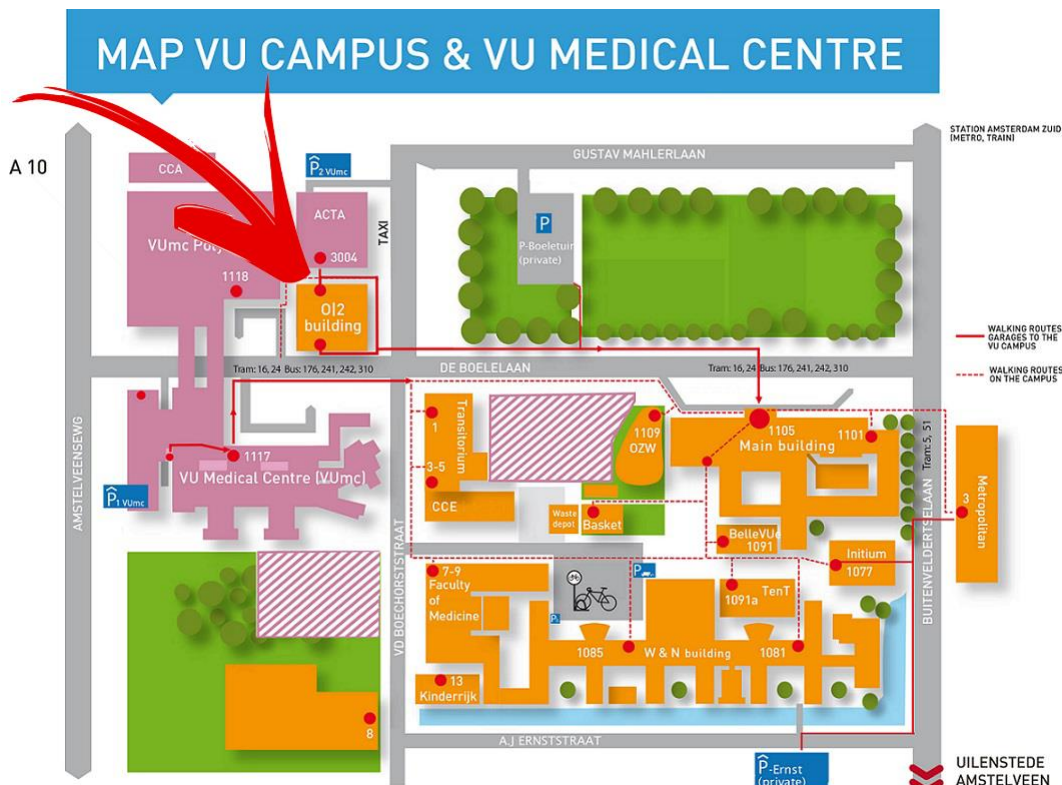 MAP VU CAMPUS & VU MEDICAL CENTRE
STATION AMSTERDAM ZUID
(METRO, TRAIN)
A 10
GUSTAV MAHLERLAAN
CCA
P2 VUmc
ACTA
TAXI
P
P-Boeletuin
(private)
VUmc Pol
3004
1118
O|2
building
WALKING ROUTES
GARAGES TO THE
VU CAMPUS
Tram: 16, 24 Bus: 176, 241, 242, 310
DE BOELELAAN
Tram: 16, 24 Bus: 176, 241, 242, 310
WALKING ROUTES
ON THE CAMPUS
AMSTELVEENSEWG
Transitorium
1
1109
OZW
1105
Main building
1101
Tram: 5, 51
1117
VU Medical Centre (VUmc)
3-5
3
Metropolitan
P1 VUmc
CCE
Waste
depol
Basket
BelleVUe
1091
Initium
1077
BUITENVELDERTSELAAN
VD BOECHORSTSTRAAT
7-9
Faculty
of
Medicine
P
1091a
TenT
P
1085
W & N building
1081
13
Kinderrijk
8
A.J ERNSTSTRAAT
P-Ernst
(private)
UILENSTEDE
AMSTELVEEN